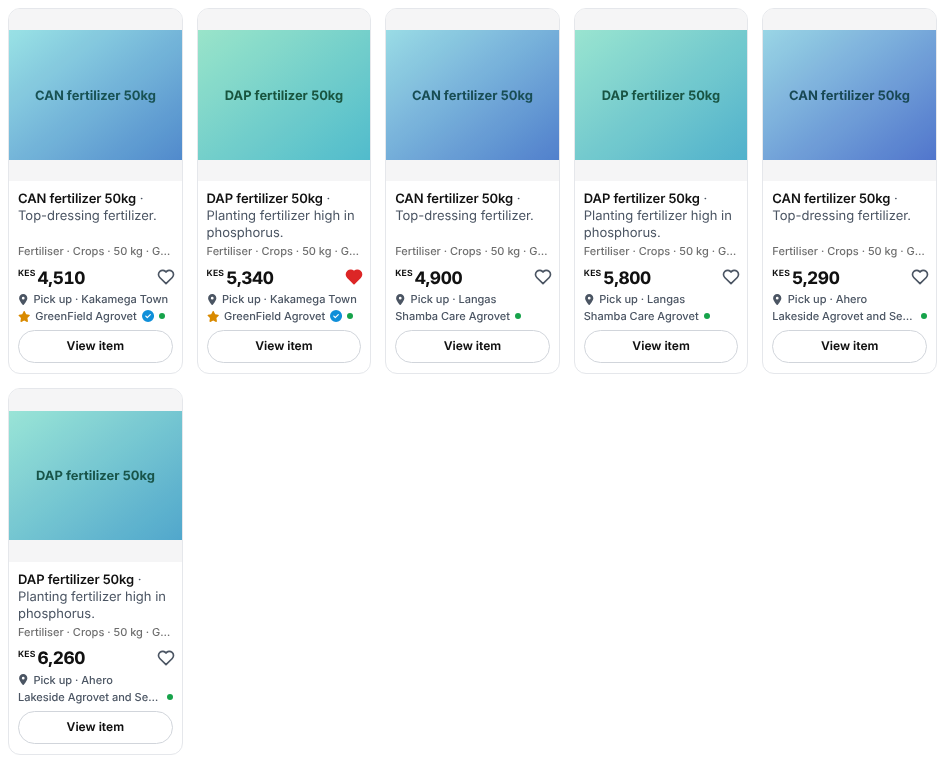 CAN fertilizer 50kg
CAN fertilizer 50kg ·
Top-dressing fertilizer.
Fertiliser · Crops · 50 kg · G...
KES 4,510
Pick up · Kakamega Town
GreenField Agrovet
View item
DAP fertilizer 50kg
DAP fertilizer 50kg ·
Planting fertilizer high in
phosphorus.
Fertiliser · Crops · 50 kg · G...
KES 5,340
Pick up · Kakamega Town
GreenField Agrovet
View item
CAN fertilizer 50kg
CAN fertilizer 50kg ·
Top-dressing fertilizer.
Fertiliser · Crops · 50 kg · G...
KES 4,900
Pick up · Langas
Shamba Care Agrovet
View item
DAP fertilizer 50kg
DAP fertilizer 50kg ·
Planting fertilizer high in
phosphorus.
Fertiliser · Crops · 50 kg · G...
KES 5,800
Pick up · Langas
Shamba Care Agrovet
View item
CAN fertilizer 50kg
CAN fertilizer 50kg ·
Top-dressing fertilizer.
Fertiliser · Crops · 50 kg · G...
KES 5,290
Pick up · Ahero
Lakeside Agrovet and Se...
View item
DAP fertilizer 50kg
DAP fertilizer 50kg ·
Planting fertilizer high in
phosphorus.
Fertiliser · Crops · 50 kg · G...
KES 6,260
Pick up · Ahero
Lakeside Agrovet and Se...
View item